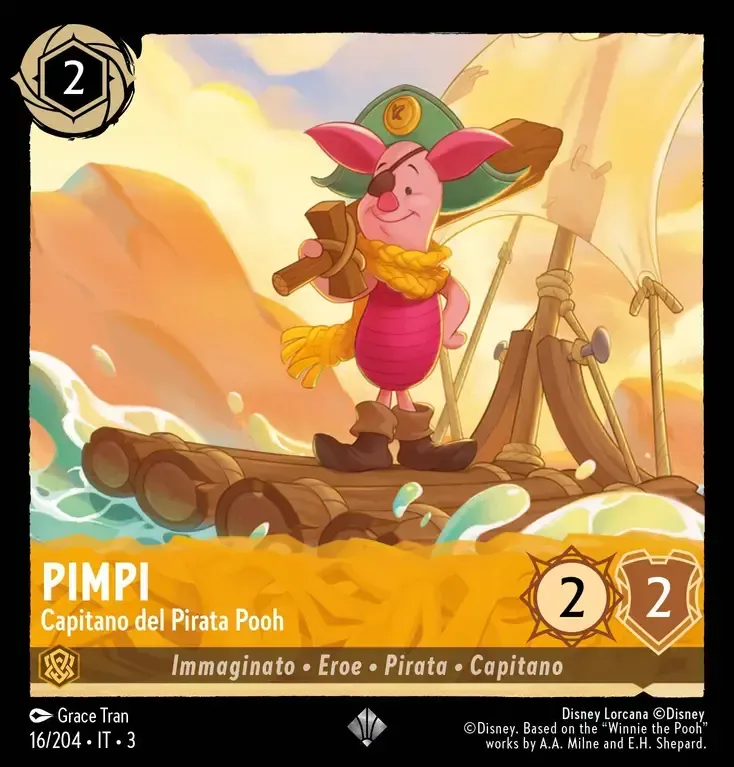 2
PIMPI
Capitano del Pirata Pooh
2
2
Immaginato • Eroe • Pirata • Capitano
Grace Tran
16/204 • IT • 3
Disney Lorcana ©Disney
©Disney. Based on the “Winnie the Pooh”
works by A.A. Milne and E.H. Shepard.